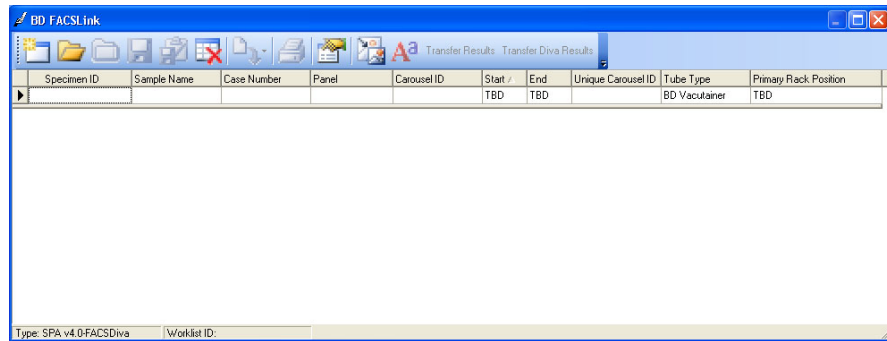 BD FACSLink
Aa Transfer Results Transfer Diva Results
Specimen ID Sample Name Case Number Panel Carousel ID Start End Unique Carousel ID Tube Type Primary Rack Position
TBD TBD BD Vacutainer TBD
Type: SPA v4.0-FACSDiva Worklist ID: